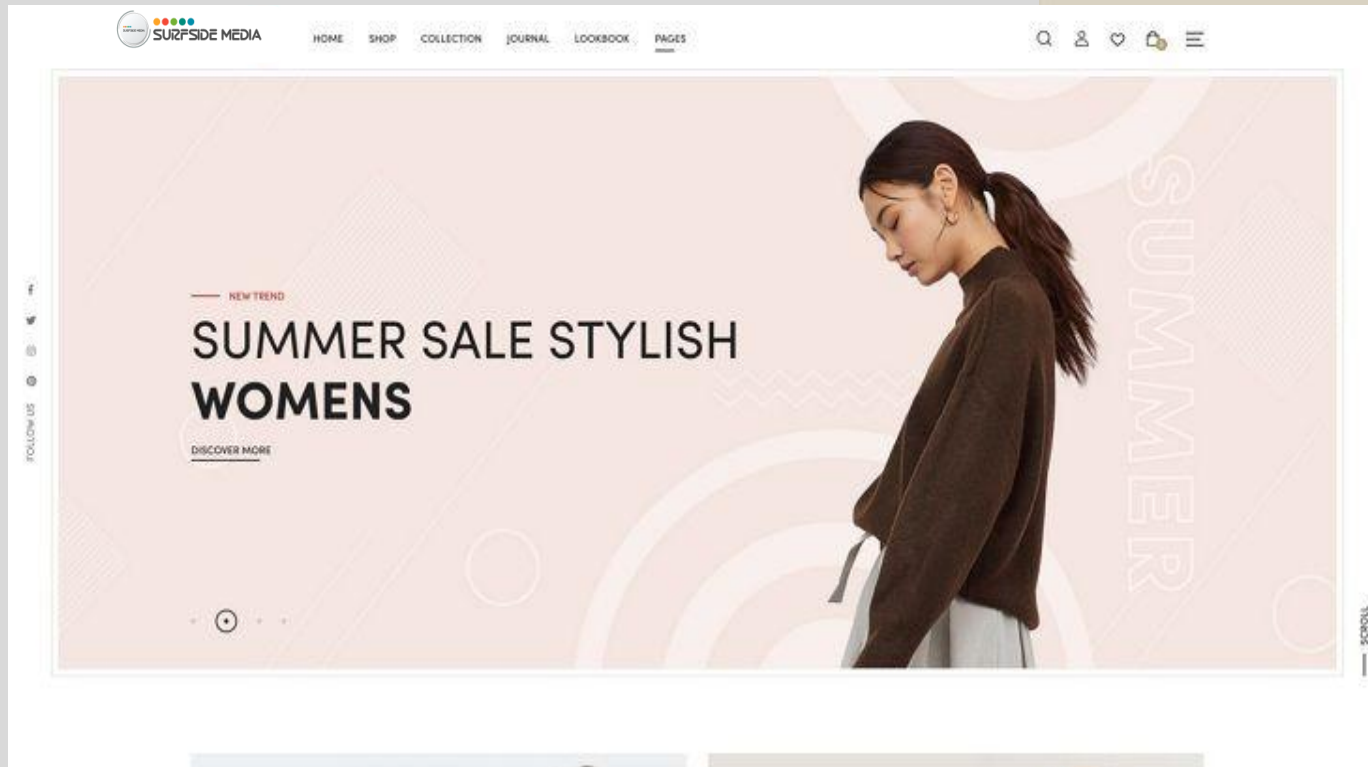 SURFSIDE MEDIA
HOME SHOP COLLECTION JOURNAL LOOKBOOK PAGES
NEW TREND
SUMMER SALE STYLISH
WOMENS
DISCOVER MORE
SUMMER
FOLLOW US
SCROLL